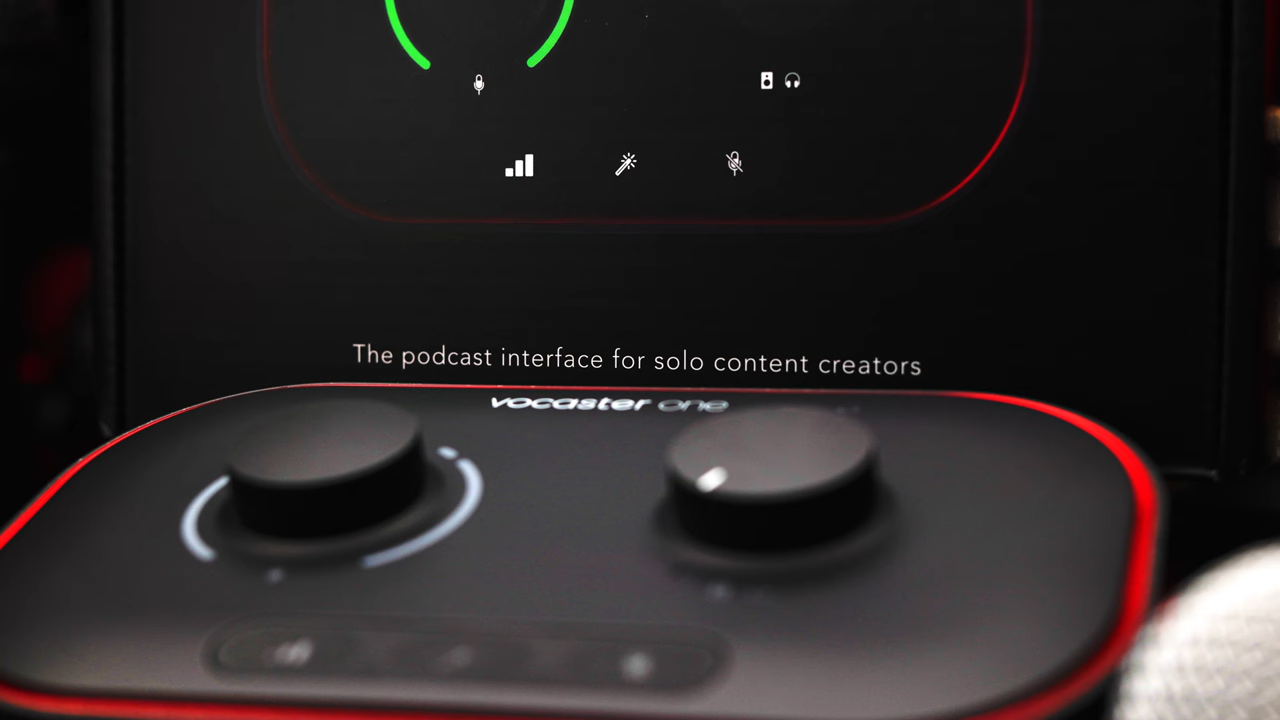 The podcast interface for solo content creators
vocaster one